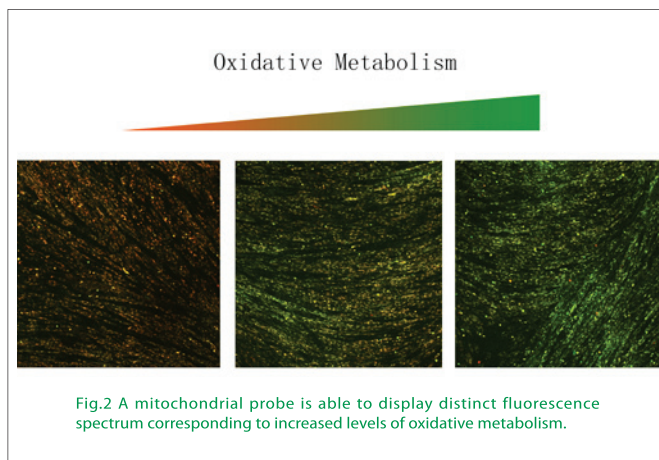 Oxidative Metabolism
Fig.2 A mitochondrial probe is able to display distinct fluorescence
spectrum corresponding to increased levels of oxidative metabolism.